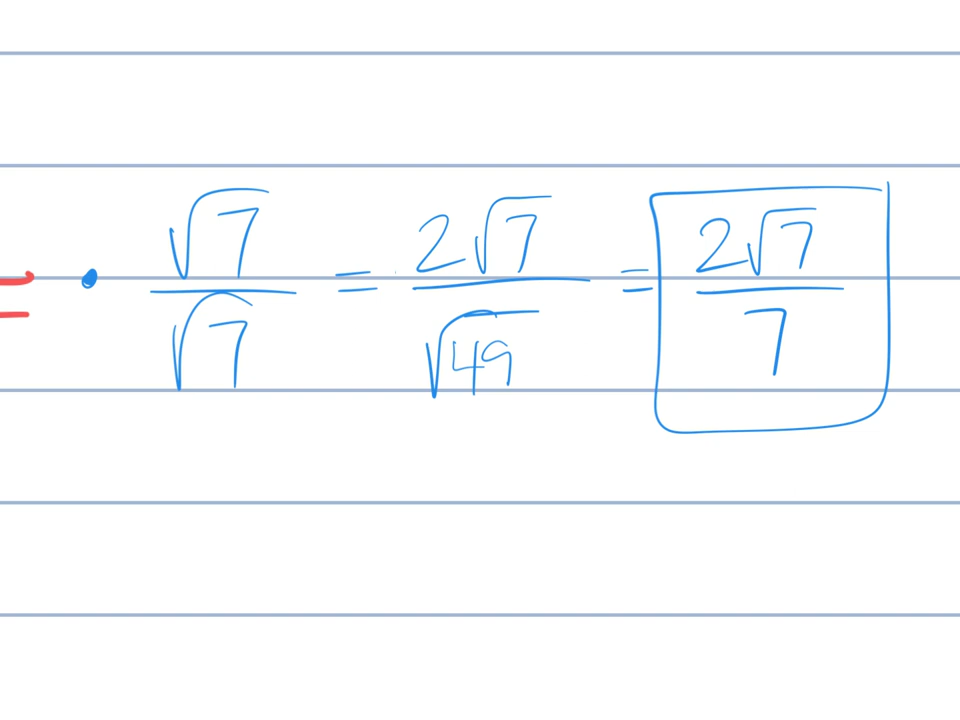 • √7/√7 = 2√7/√49 = 2√7/7